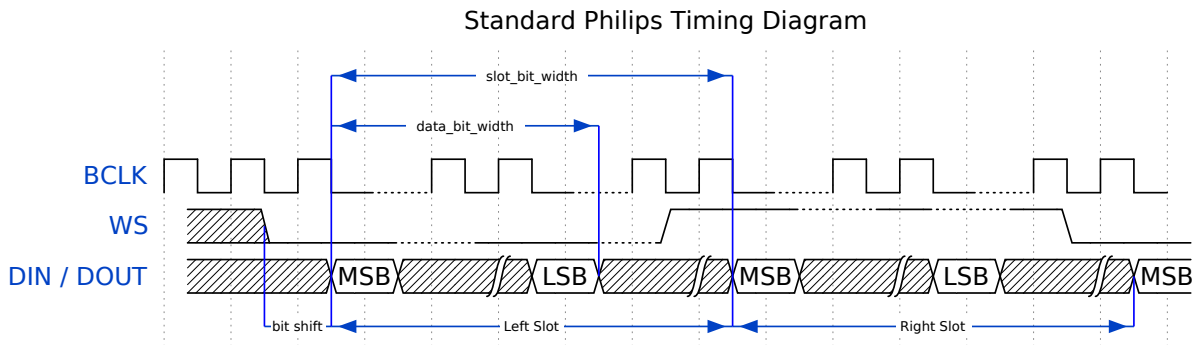 Standard Philips Timing Diagram
slot_bit_width
data_bit_width
BCLK
WS
DIN / DOUT
MSB
LSB
MSB
LSB
MSB
bit shift
Left Slot
Right Slot